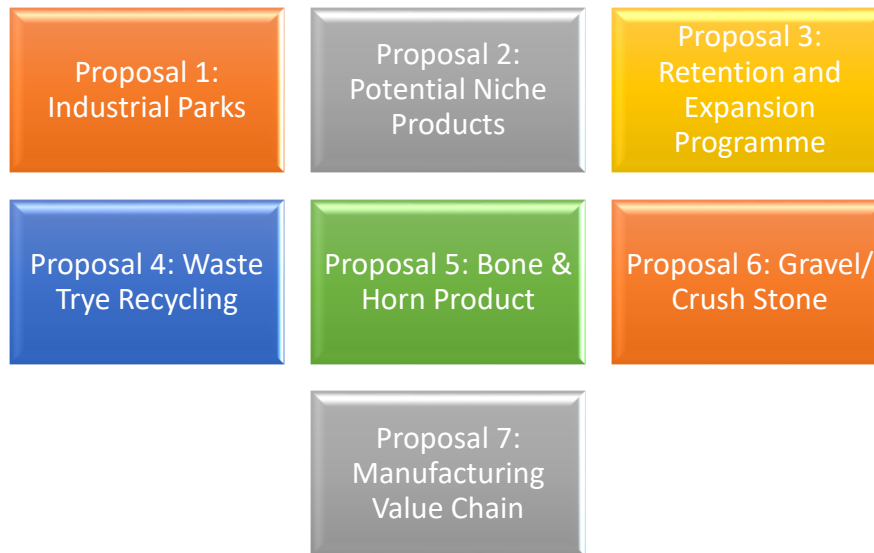 Proposal 1:
Industrial Parks
Proposal 2:
Potential Niche
Products
Proposal 3:
Retention and
Expansion
Programme
Proposal 4: Waste
Trye Recycling
Proposal 5: Bone &
Horn Product
Proposal 6: Gravel/
Crush Stone
Proposal 7:
Manufacturing
Value Chain